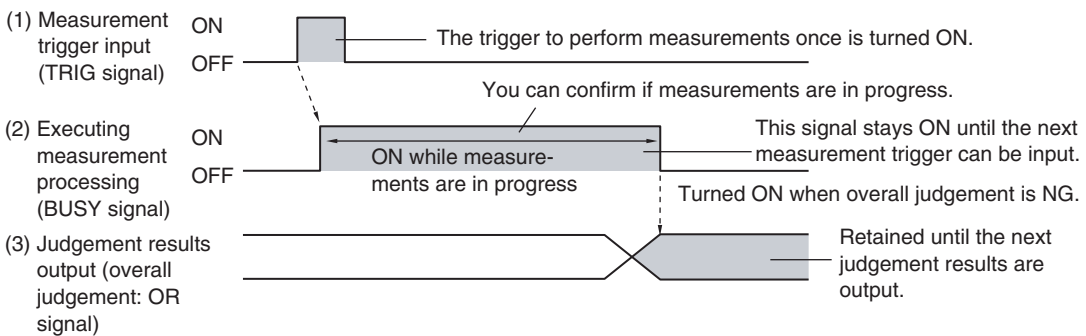 (1) Measurement
trigger input
(TRIG signal)
ON
OFF
The trigger to perform measurements once is turned ON.
You can confirm if measurements are in progress.
(2) Executing
measurement
processing
(BUSY signal)
ON
OFF
ON while measure-
ments are in progress
This signal stays ON until the next
measurement trigger can be input.
Turned ON when overall judgement is NG.
(3) Judgement results
output (overall
judgement: OR
signal)
Retained until the next
judgement results are
output.